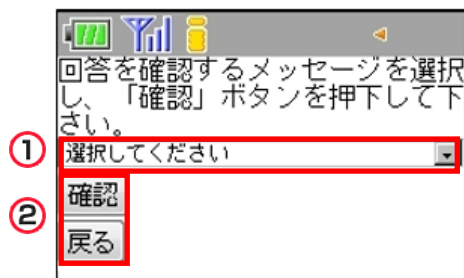 回答を確認するメッセージを選択
し、「確認」ボタンを押下して下
さい。
① 選択してください
② 確認
戻る